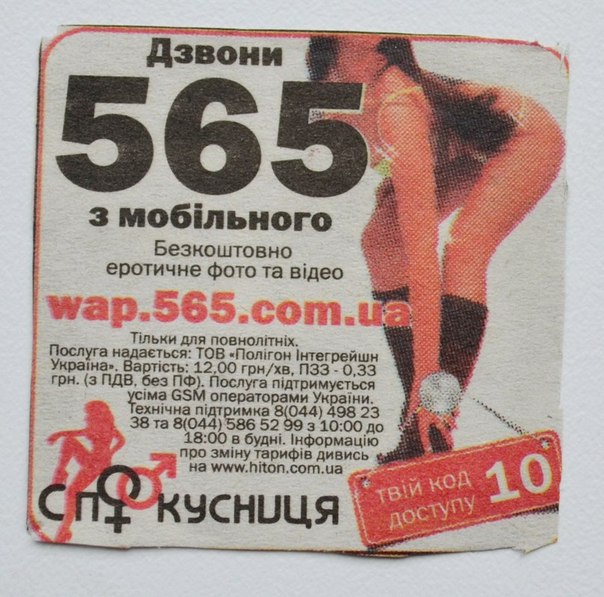 Дзвони
565
з мобільного
Безкоштовно
еротичне фото та відео
wap.565.com.ua
Тільки для повнолітніх.
Послуга надається: ТОВ «Полігон Інтегрейшн
Україна». Вартість: 12,00 грн/хв, ПЗЗ - 0,33
грн. (з ПДВ, без ПФ). Послуга підтримується
усіма GSM операторами України.
Технічна підтримка 8(044) 498 23
38 та 8(044) 586 52 99 з 10:00 до
18:00 в будні. Інформацію
про зміну тарифів дивись
на www.hiton.com.ua
СПОКУСНИЦЯ
твій код
доступу
10